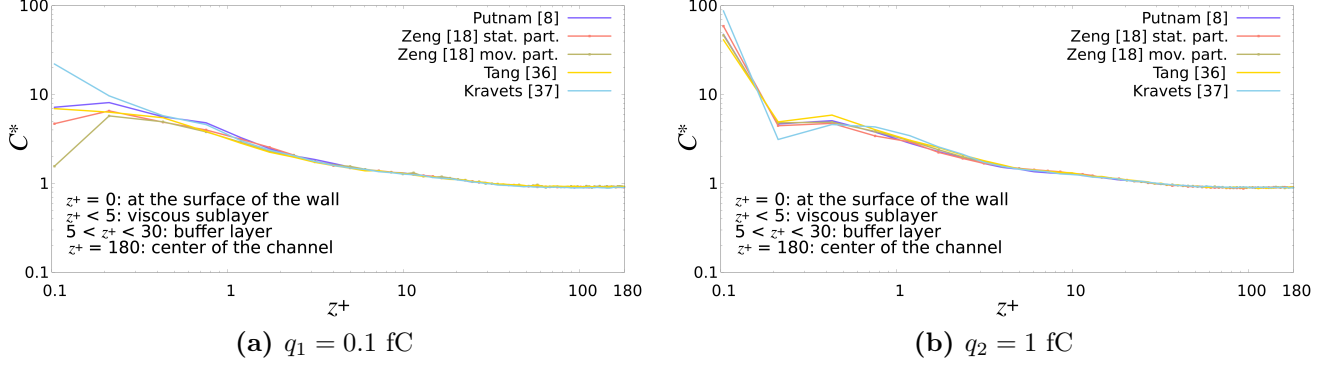 100
10
1
0.1
C*
Putnam [8]
Zeng [18] stat. part.
Zeng [18] mov. part.
Tang [36]
Kravets [37]
z+ = 0: at the surface of the wall
z+ < 5: viscous sublayer
5 < z+ < 30: buffer layer
z+ = 180: center of the channel
0.1 1 10 100 180
z+
(a) q₁ = 0.1 fC
100
10
1
0.1
C*
Putnam [8]
Zeng [18] stat. part.
Zeng [18] mov. part.
Tang [36]
Kravets [37]
z+ = 0: at the surface of the wall
z+ < 5: viscous sublayer
5 < z+ < 30: buffer layer
z+ = 180: center of the channel
0.1 1 10 100 180
z+
(b) q₂ = 1 fC